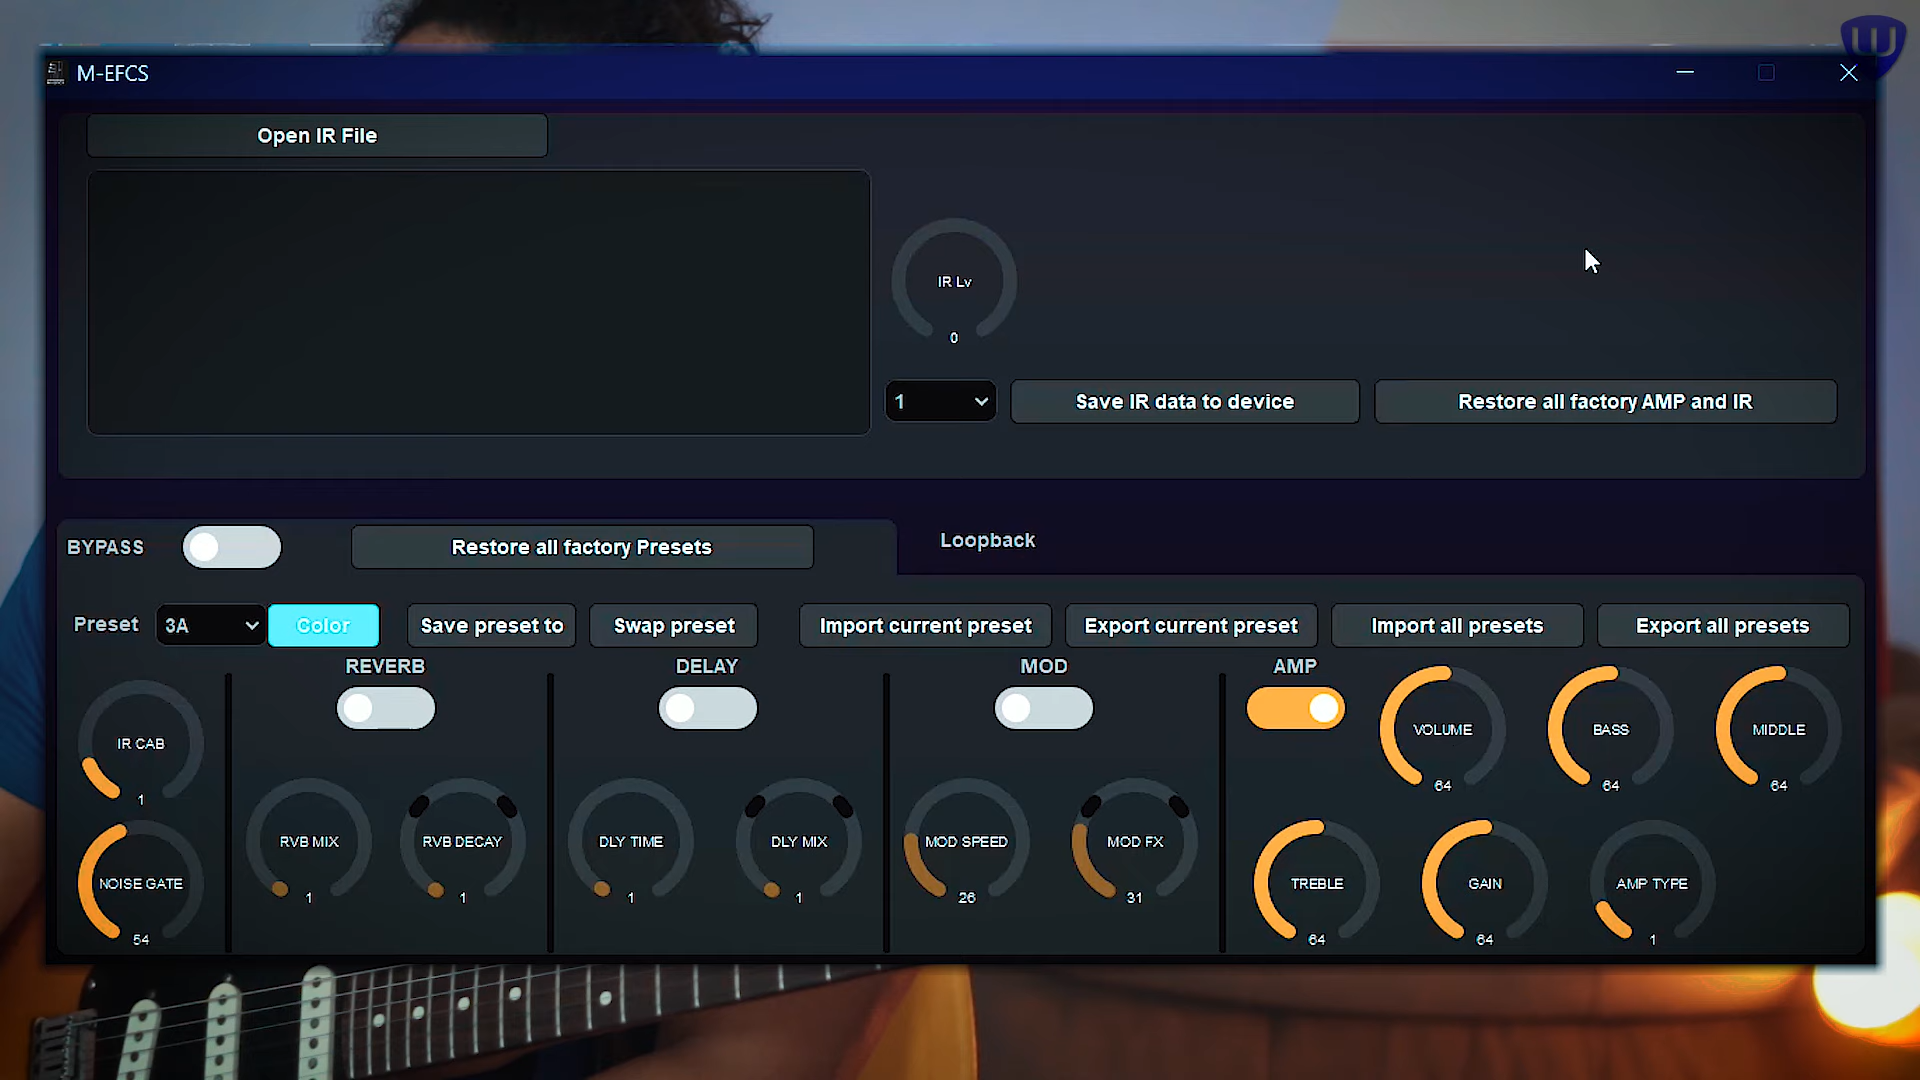 M-EFCS
Open IR File
IR Lv
0
1
Save IR data to device
Restore all factory AMP and IR
BYPASS
Restore all factory Presets
Loopback
Preset
3A
Color
Save preset to
Swap preset
Import current preset
Export current preset
Import all presets
Export all presets
REVERB
DELAY
MOD
AMP
IR CAB
1
NOISE GATE
54
RVB MIX
1
RVB DECAY
1
DLY TIME
1
DLY MIX
1
MOD SPEED
26
MOD FX
31
VOLUME
64
BASS
64
MIDDLE
64
TREBLE
64
GAIN
64
AMP TYPE
1